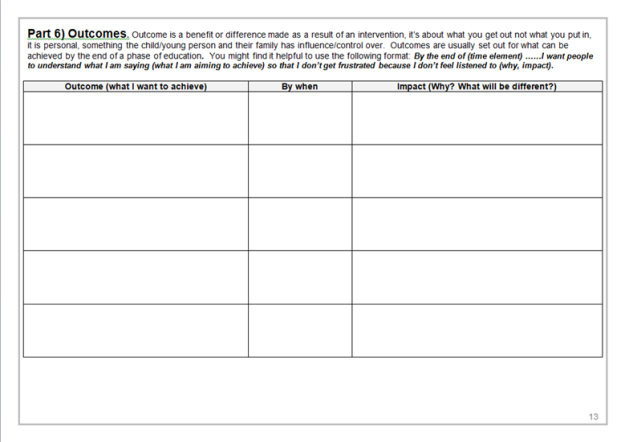 Part 6) Outcomes. Outcome is a benefit or difference made as a result of an intervention, it's about what you get out not what you put in,
it is personal, something the child/young person and their family has influence/control over. Outcomes are usually set out for what can be
achieved by the end of a phase of education. You might find it helpful to use the following format: By the end of (time element) ......I want people
to understand what I am saying (what I am aiming to achieve) so that I don't get frustrated because I don't feel listened to (why, impact).
Outcome (what I want to achieve) By when Impact (Why? What will be different?)
13